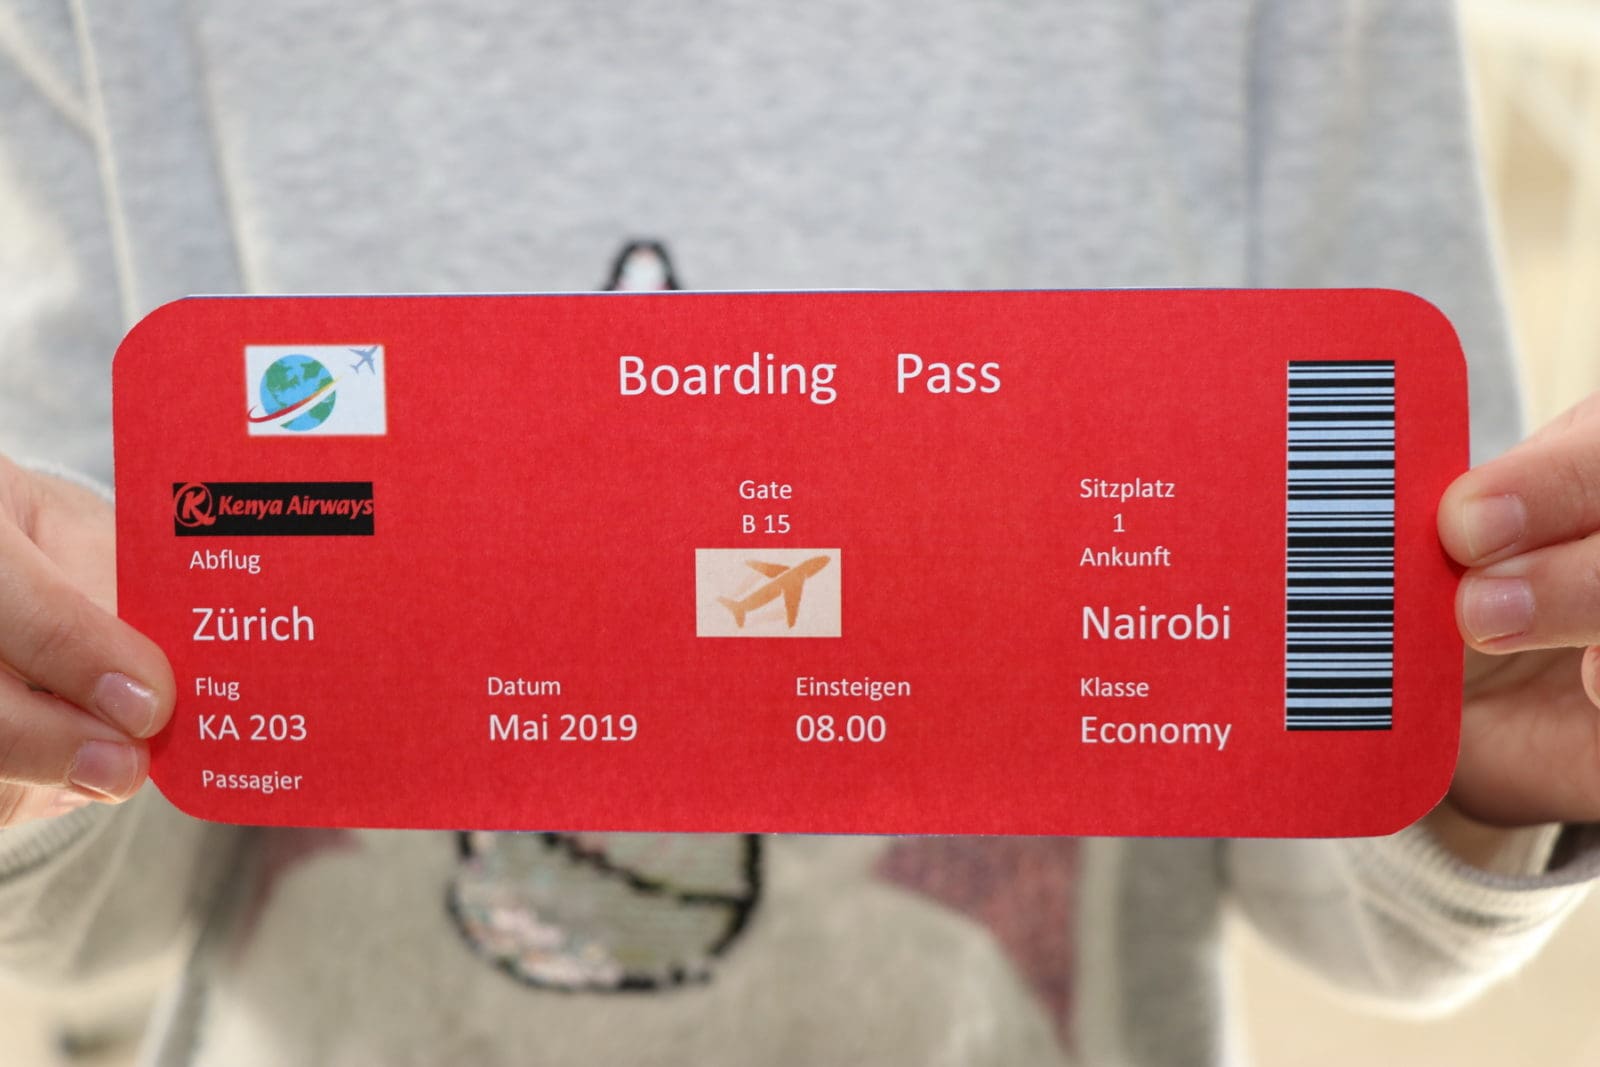 Boarding Pass
Kenya Airways
Gate
B 15
Sitzplatz
1
Abflug
Ankunft
Zürich
Nairobi
Flug
Datum
Einsteigen
Klasse
KA 203
Mai 2019
08.00
Economy
Passagier